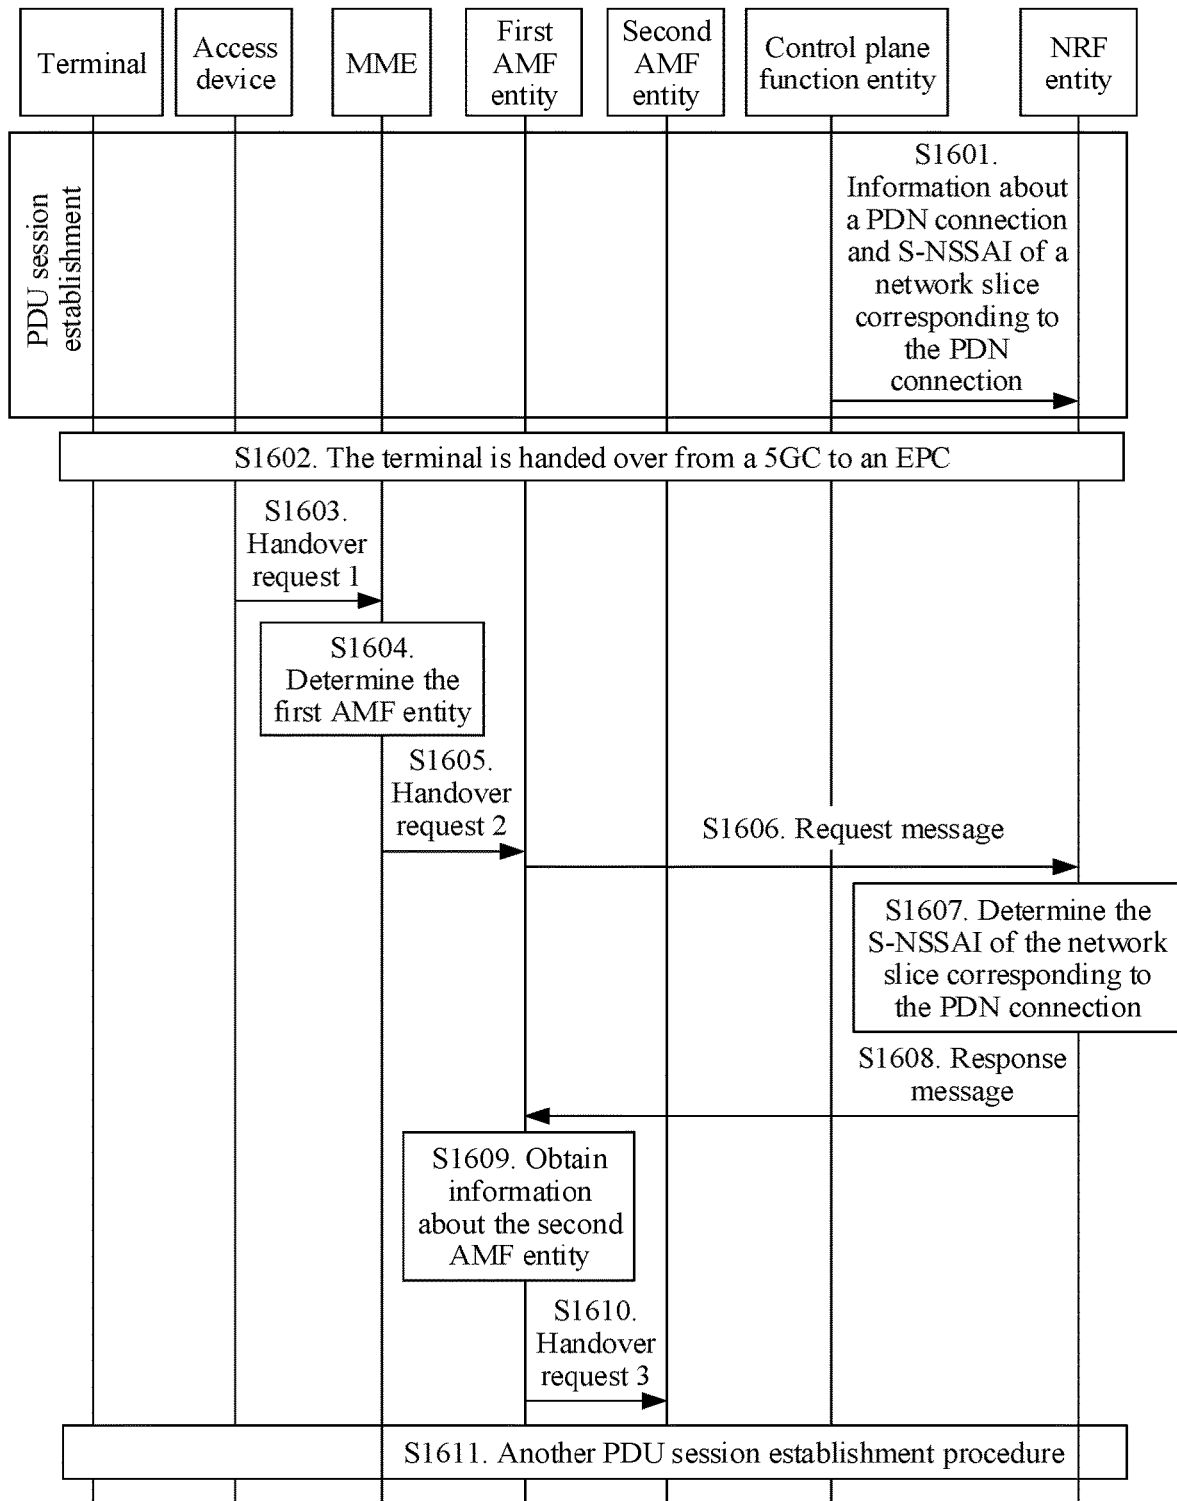 Terminal
Access
device
MME
First
AMF
entity
Second
AMF
entity
Control plane
function entity
NRF
entity
PDU session
establishment
S1601.
Information about
a PDN connection
and S-NSSAI of a
network slice
corresponding to
the PDN
connection
S1602. The terminal is handed over from a 5GC to an EPC
S1603.
Handover
request 1
S1604.
Determine the
first AMF entity
S1605.
Handover
request 2
S1606. Request message
S1607. Determine the
S-NSSAI of the network
slice corresponding to
the PDN connection
S1608. Response
message
S1609. Obtain
information
about the second
AMF entity
S1610.
Handover
request 3
S1611. Another PDU session establishment procedure